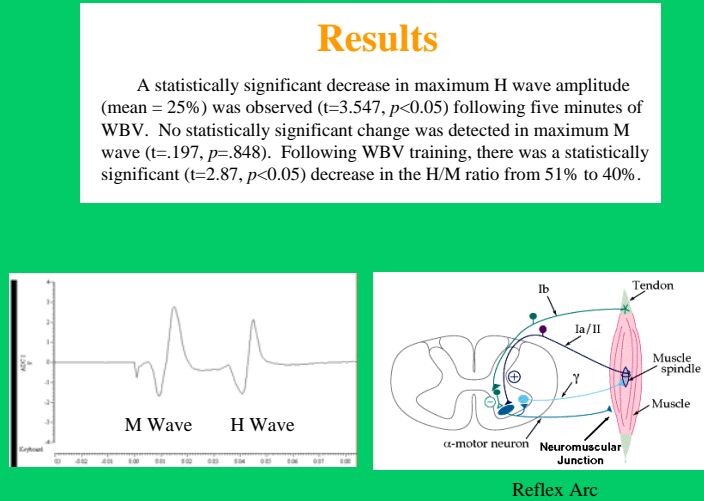 Results
A statistically significant decrease in maximum H wave amplitude
(mean = 25%) was observed (t=3.547, p<0.05) following five minutes of
WBV. No statistically significant change was detected in maximum M
wave (t=.197, p=.848). Following WBV training, there was a statistically
significant (t=2.87, p<0.05) decrease in the H/M ratio from 51% to 40%.
M Wave
H Wave
Keyboard
Ib
Tendon
Ia/II
Muscle
spindle
γ
Muscle
α-motor neuron
Neuromuscular
Junction
Reflex Arc